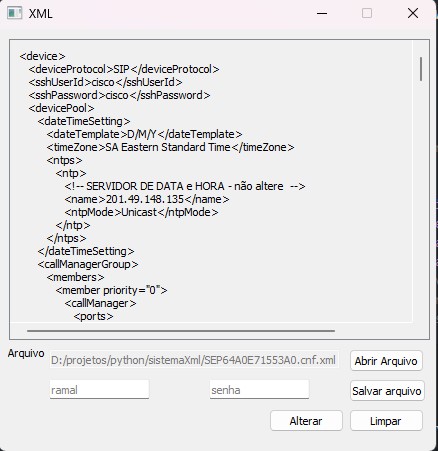 XML
<device>
<deviceProtocol>SIP</deviceProtocol>
<sshUserId>cisco</sshUserId>
<sshPassword>cisco</sshPassword>
<devicePool>
<dateTimeSetting>
<dateTemplate>D/M/Y</dateTemplate>
<timeZone>SA Eastern Standard Time</timeZone>
<ntps>
<ntp>
<!-- SERVIDOR DE DATA e HORA - não altere  -->
<name>201.49.148.135</name>
<ntpMode>Unicast</ntpMode>
</ntp>
</ntps>
</dateTimeSetting>
<callManagerGroup>
<members>
<member priority="0">
<callManager>
<ports>
Arquivo D:/projetos/python/sistemaXml/SEP64A0E71553A0.cnf.xml Abrir Arquivo
ramal senha Salvar arquivo
Alterar Limpar